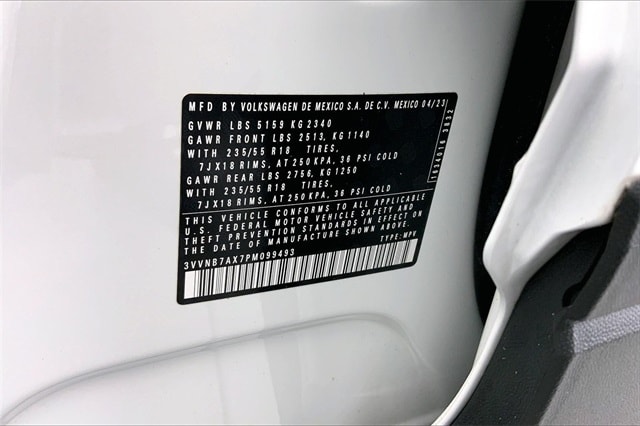 MFD BY VOLKSWAGEN DE MEXICO S.A. DE C.V. MEXICO 04/23
GVWR LBS 5159 KG 2340
GAWR FRONT LBS 2513, KG 1140
WITH 235/55 R18 TIRES,
7JX18 RIMS, AT 250 KPA, 36 PSI COLD
GAWR REAR LBS 2756, KG 1250
WITH 235/55 R18 TIRES,
7JX18 RIMS, AT 250 KPA, 36 PSI COLD
THIS VEHICLE CONFORMS TO ALL APPLICABLE
U.S. FEDERAL MOTOR VEHICLE SAFETY AND
THEFT PREVENTION STANDARDS IN EFFECT ON
THE DATE OF MANUFACTURE SHOWN ABOVE.
3VVNB7AX7PM099493 TYPE: MPV
1634016 3832